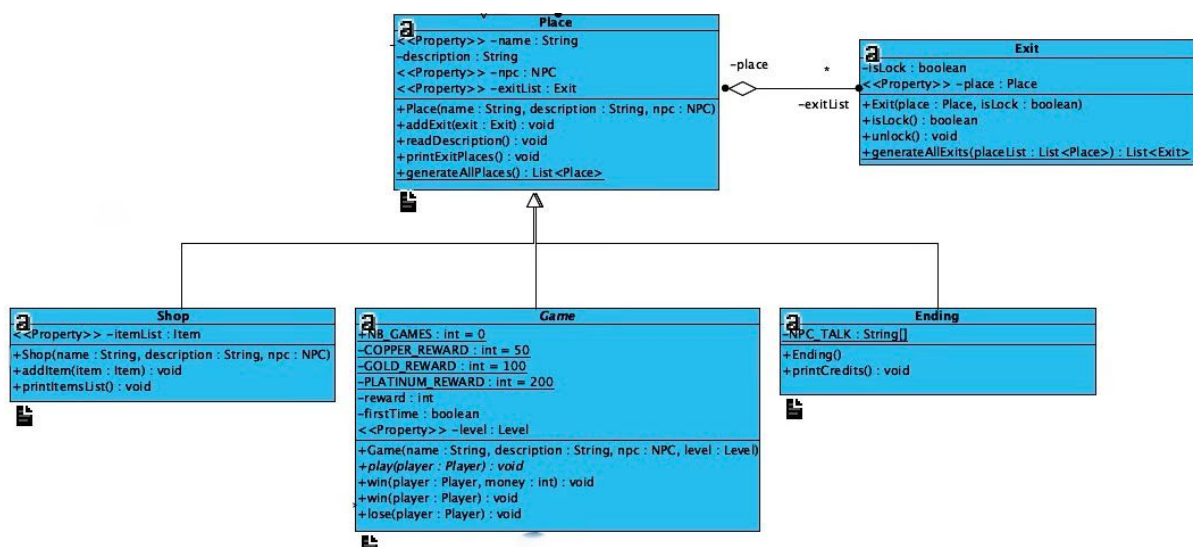 a
Place
<<Property>> -name : String
-description : String
<<Property>> -npc : NPC
<<Property>> -exitList : Exit
+Place(name : String, description : String, npc : NPC)
+addExit(exit : Exit) : void
+readDescription() : void
+printExitPlaces() : void
+generateAllPlaces() : List<Place>
-place
*
-exitList
a
Exit
-isLock : boolean
<<Property>> -place : Place
+Exit(place : Place, isLock : boolean)
+isLock() : boolean
+unlock() : void
+generateAllExits(placeList : List<Place>) : List<Exit>
a
Shop
<<Property>> -itemList : Item
+Shop(name : String, description : String, npc : NPC)
+addItem(item : Item) : void
+printItemsList() : void
a
Game
+NB_GAMES : int = 0
-COPPER_REWARD : int = 50
-GOLD_REWARD : int = 100
-PLATINUM_REWARD : int = 200
-reward : int
-firstTime : boolean
<<Property>> -level : Level
+Game(name : String, description : String, npc : NPC, level : Level)
+play(player : Player) : void
+win(player : Player, money : int) : void
+win(player : Player) : void
+lose(player : Player) : void
a
Ending
-NPC_TALK : String[]
+Ending()
+printCredits() : void